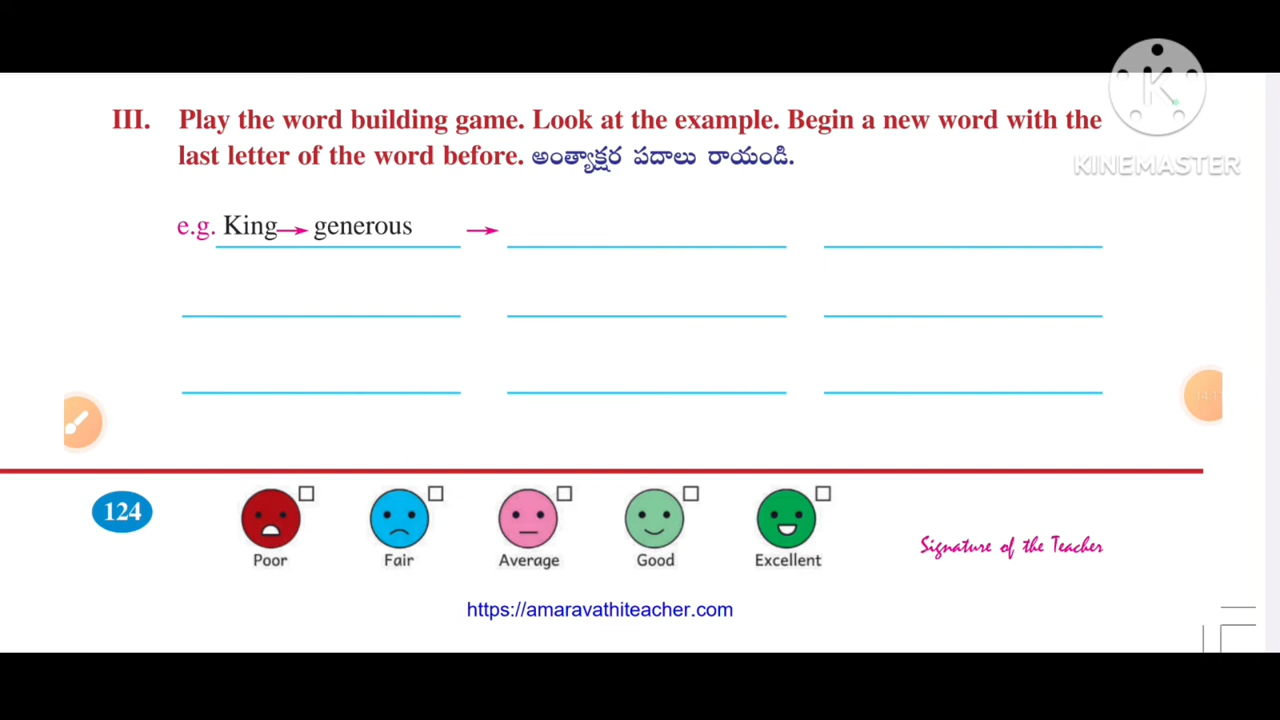 KINEMASTER
III. Play the word building game. Look at the example. Begin a new word with the
last letter of the word before. అంత్యాక్షర పదాలు రాయండి.
e.g. King→ generous →
124
Poor Fair Average Good Excellent
Signature of the Teacher
https://amaravathiteacher.com